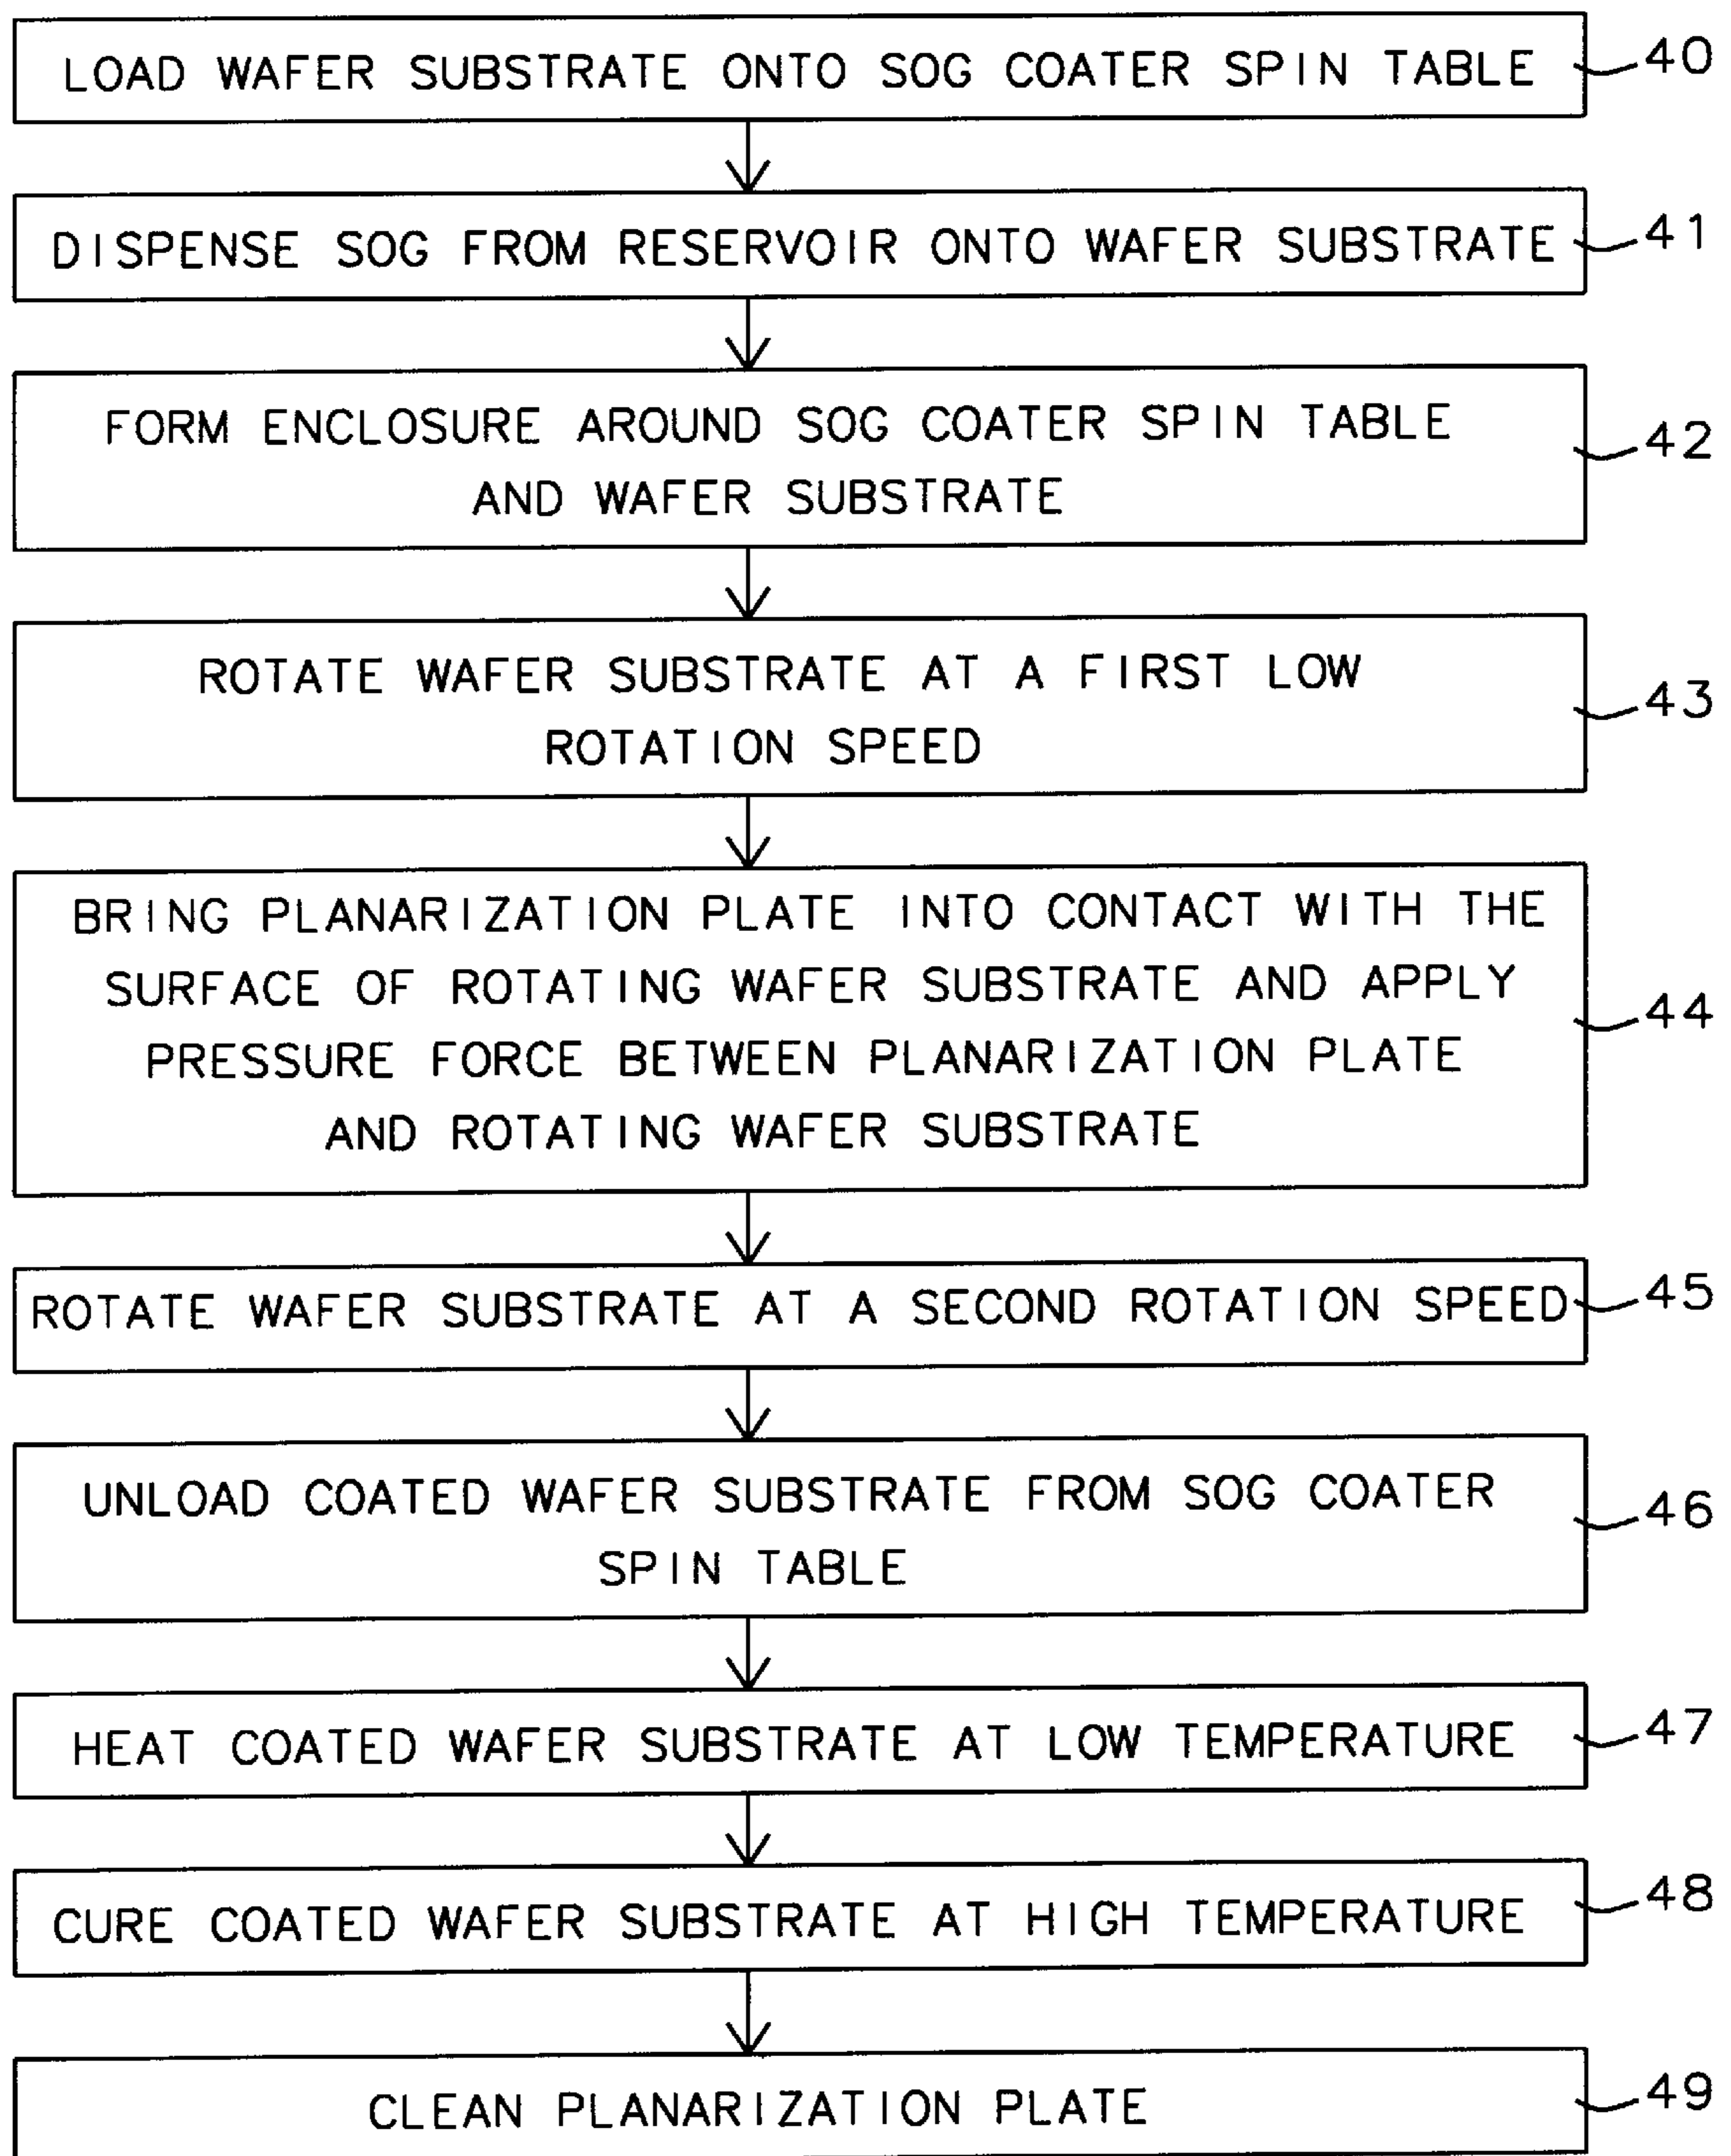 LOAD WAFER SUBSTRATE ONTO SOG COATER SPIN TABLE
40
DISPENSE SOG FROM RESERVOIR ONTO WAFER SUBSTRATE
41
FORM ENCLOSURE AROUND SOG COATER SPIN TABLE
AND WAFER SUBSTRATE
42
ROTATE WAFER SUBSTRATE AT A FIRST LOW
ROTATION SPEED
43
BRING PLANARIZATION PLATE INTO CONTACT WITH THE
SURFACE OF ROTATING WAFER SUBSTRATE AND APPLY
PRESSURE FORCE BETWEEN PLANARIZATION PLATE
AND ROTATING WAFER SUBSTRATE
44
ROTATE WAFER SUBSTRATE AT A SECOND ROTATION SPEED
45
UNLOAD COATED WAFER SUBSTRATE FROM SOG COATER
SPIN TABLE
46
HEAT COATED WAFER SUBSTRATE AT LOW TEMPERATURE
47
CURE COATED WAFER SUBSTRATE AT HIGH TEMPERATURE
48
CLEAN PLANARIZATION PLATE
49